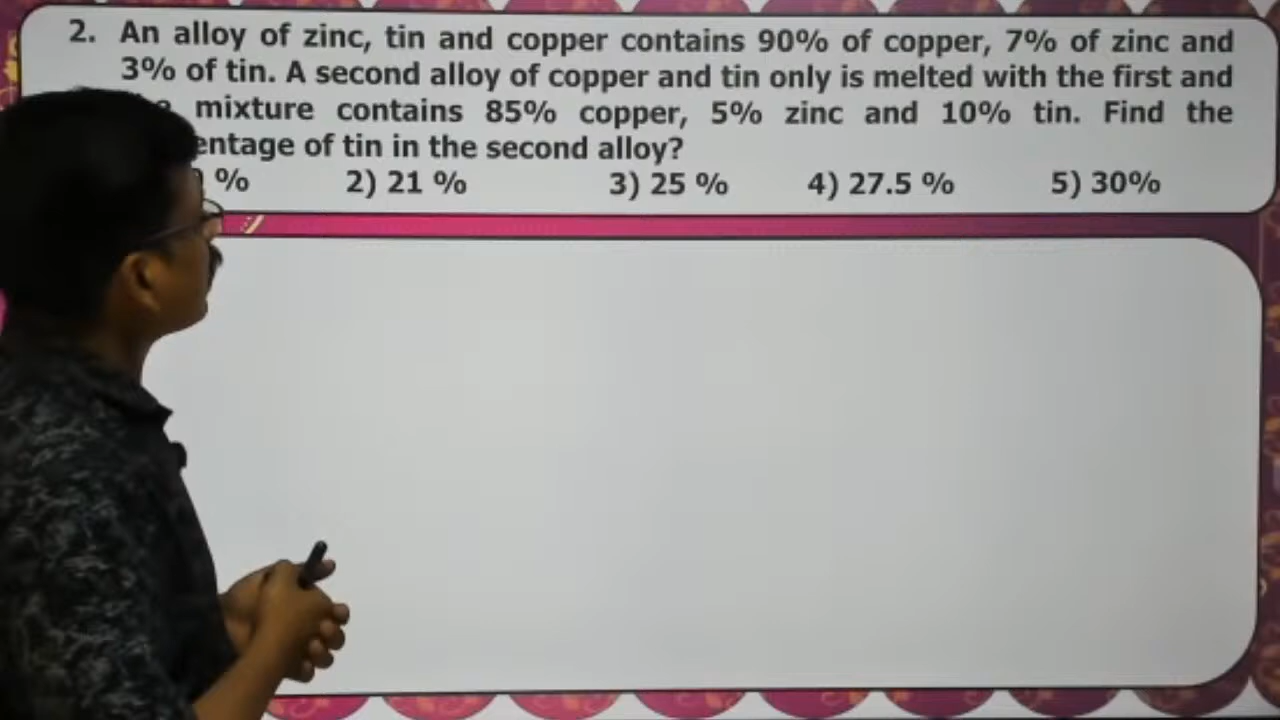 2. An alloy of zinc, tin and copper contains 90% of copper, 7% of zinc and
3% of tin. A second alloy of copper and tin only is melted with the first and
mixture contains 85% copper, 5% zinc and 10% tin. Find the
entage of tin in the second alloy?
% 2) 21 % 3) 25 % 4) 27.5 % 5) 30%